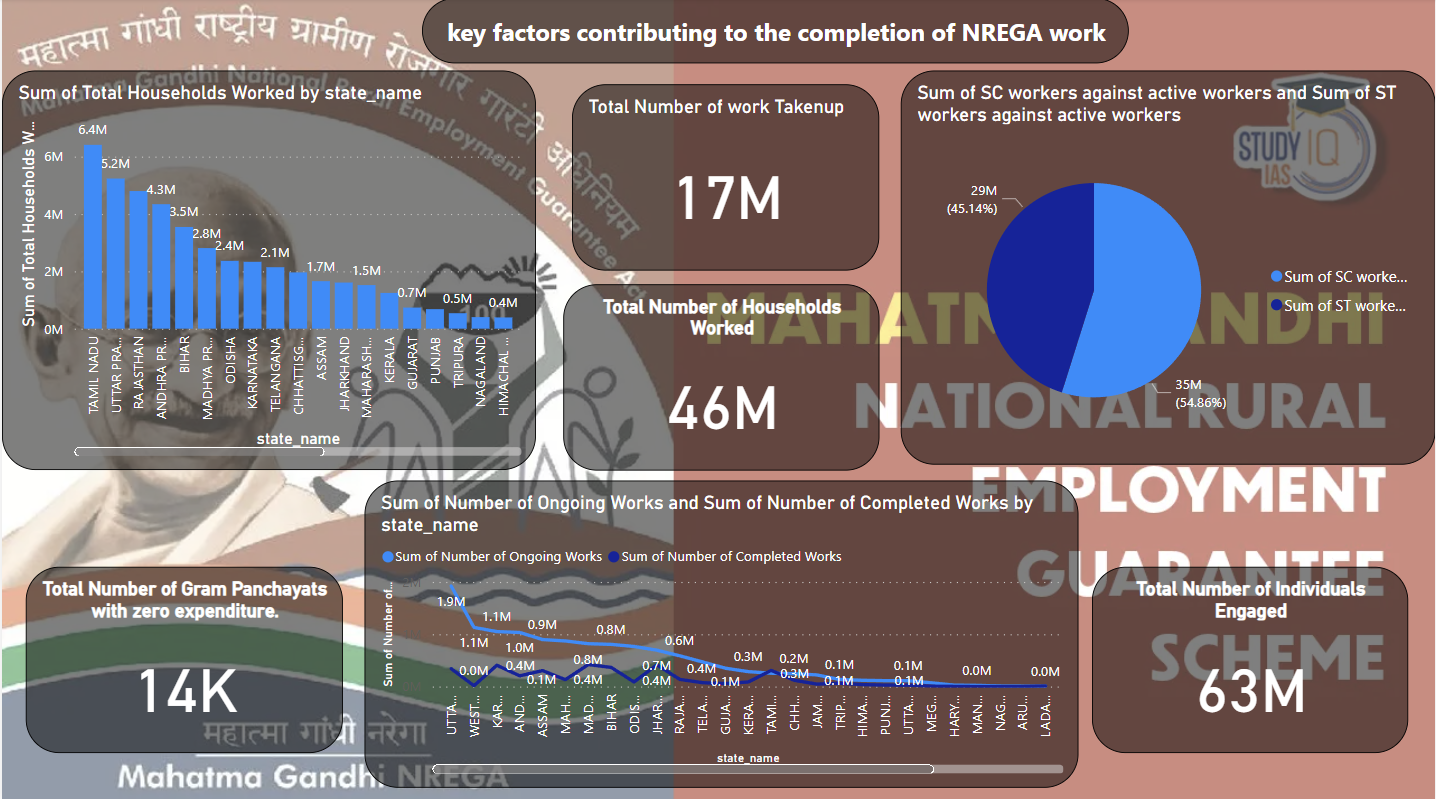 key factors contributing to the completion of NREGA work
महात्मा गांधी राष्ट्रीय ग्रामीण रोजगार गारंटी अधिनियम
Mahatma Gandhi National Rural Employment Guarantee Act
Sum of Total Households Worked by state_name
Sum of Total Households W...
6M
4M
2M
0M
6.4M
5.2M
4.3M
3.5M
2.8M
2.4M
2.1M
1.7M
1.5M
0.7M
0.5M
0.4M
TAMIL NADU
UTTAR PRA...
RAJASTHAN
ANDHRA PR...
BIHAR
MADHYA PR...
ODISHA
KARNATAKA
TELANGANA
CHHATTISG...
ASSAM
JHARKHAND
MAHARASH...
KERALA
GUJARAT
PUNJAB
TRIPURA
NAGALAND
HIMACHAL ...
state_name
100
Total Number of work Takenup
17M
Total Number of Households
Worked
46M
Sum of SC workers against active workers and Sum of ST
workers against active workers
STUDY IQ
IAS
29M
(45.14%)
35M
(54.86%)
Sum of SC worke...
Sum of ST worke...
MAHATMA GANDHI
NATIONAL RURAL
EMPLOYMENT
GUARANTEE
SCHEME
Sum of Number of Ongoing Works and Sum of Number of Completed Works by
state_name
Sum of Number of Ongoing Works
Sum of Number of Completed Works
Sum of Number of...
1.9M
1.1M
1.1M
1.0M
0.9M
0.8M
0.6M
0.4M
0.3M
0.2M
0.1M
0.1M
0.0M
0.0M
0.0M
0.4M
0.1M
0.4M
0.8M
0.7M
0.4M
0.1M
0.3M
0.1M
0.1M
UTTA...
WEST...
KAR...
AND...
ASSAM
MAH...
MAD...
BIHAR
ODIS...
JHAR...
RAJA...
TELA...
GUJA...
KERA...
TAMI...
CHH...
JAM...
TRIP...
HIMA...
PUNJ...
UTTA...
MEG...
HARY...
MAN...
NAG...
ARU...
LADA...
state_name
Total Number of Gram Panchayats
with zero expenditure.
14K
महात्मा गांधी नरेगा
Mahatma Gandhi NREGA
Total Number of Individuals
Engaged
63M